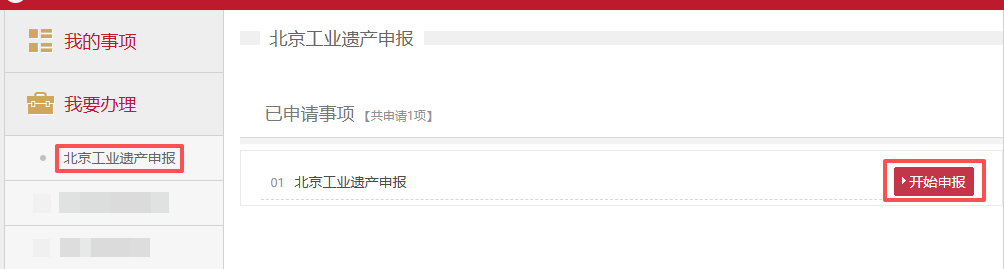 我的事项
我要办理
北京工业遗产申报
北京工业遗产申报
已申请事项 【共申请1项】
01 北京工业遗产申报
开始申报